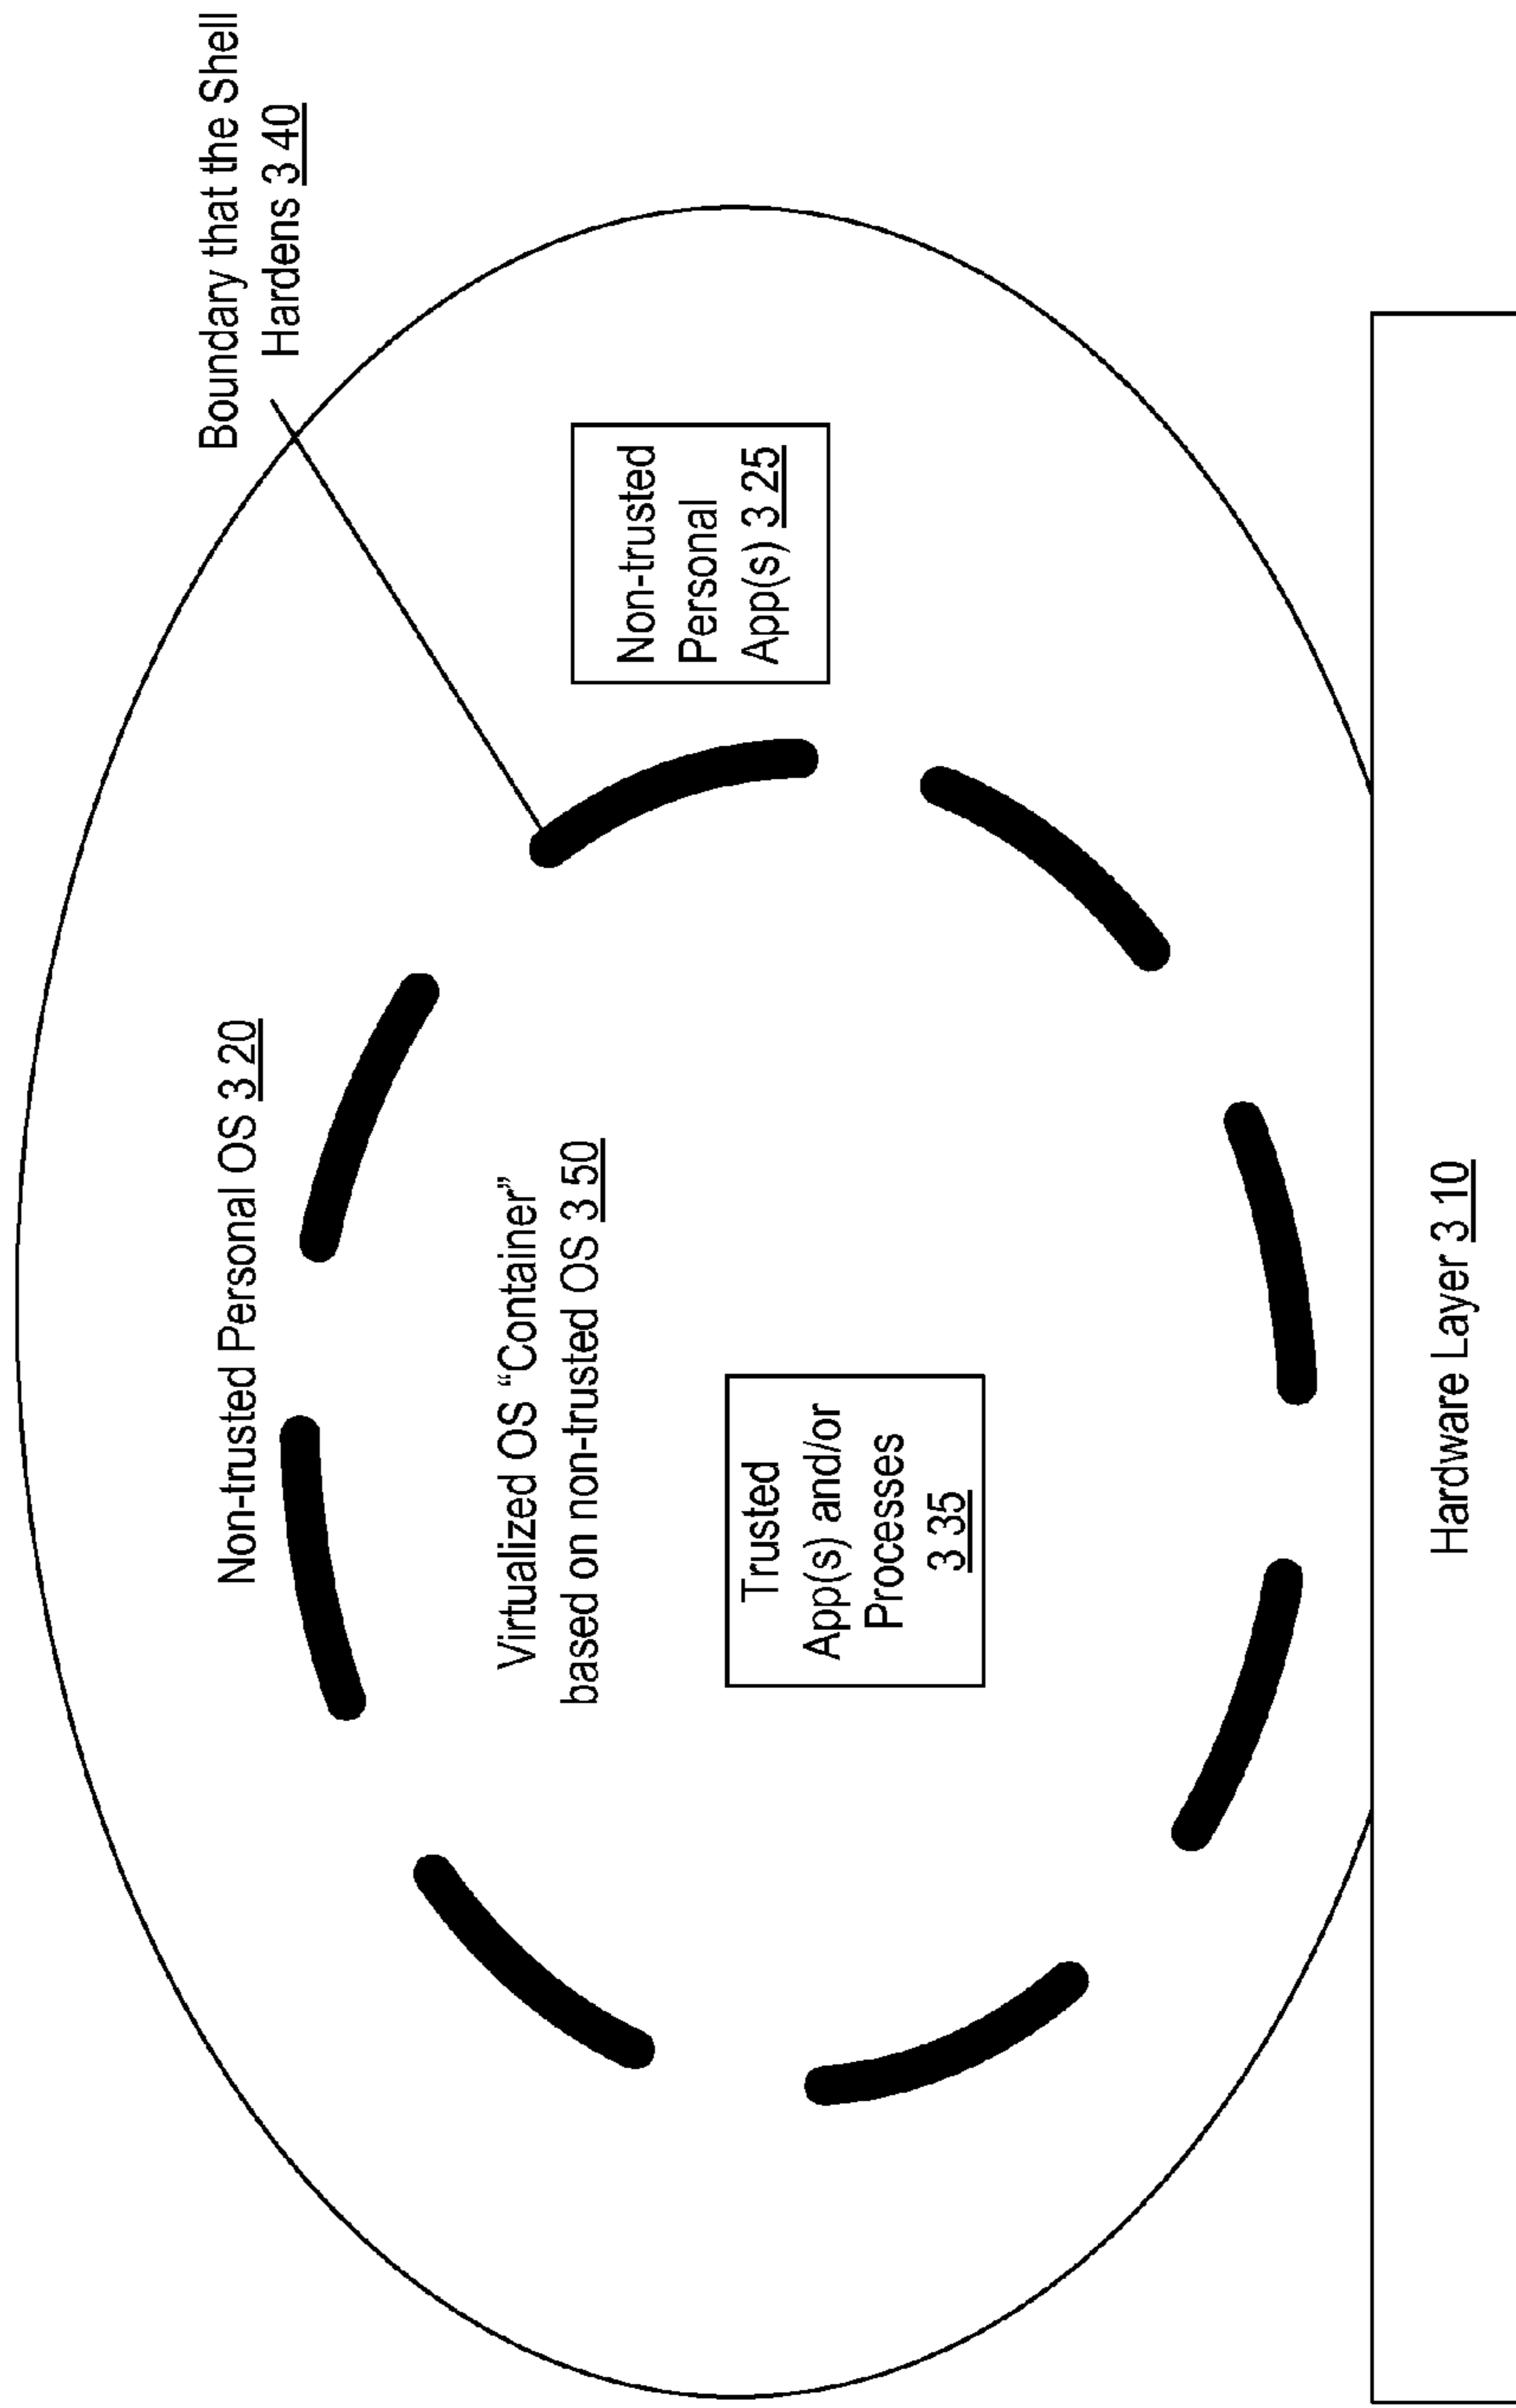 Boundary that the Shell
Hardens 3 40
Non-trusted Personal OS 3 20
Virtualized OS “Container”
based on non-trusted OS 3 50
Non-trusted
Personal
App(s) 3 25
Trusted
App(s) and/or
Processes
3 35
Hardware Layer 3 10